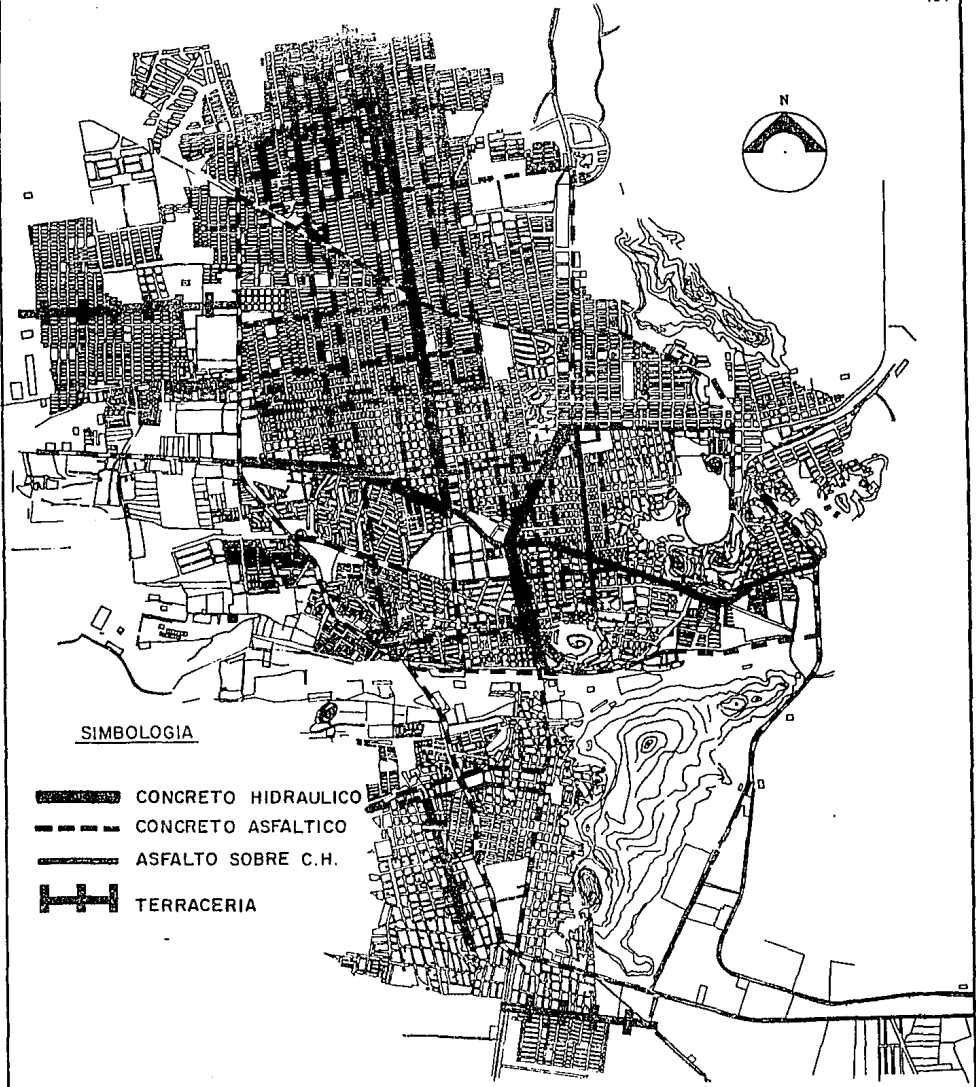 N
SIMBOLOGIA
CONCRETO HIDRAULICO
CONCRETO ASFALTICO
ASFALTO SOBRE C.H.
TERRACERIA